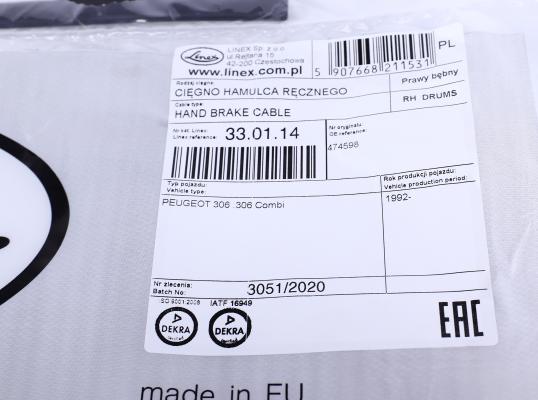 Linex
LINEX Sp. z o.o
ul Rejtana 15
42-200 Częstochowa
www.linex.com.pl
5 907668 211531
PL
Rodzaj cięgna:
CIĘGNO HAMULCA RĘCZNEGO
Prawy bębny
Cable type:
HAND BRAKE CABLE
RH DRUMS
Nr kat. Linex:
Linex reference:
33.01.14
Nr oryginału:
OE reference:
474598
Typ pojazdu:
Vehicle type:
Rok produkcji pojazdu:
Vehicle production period:
PEUGEOT 306 .306 Combi
1992-
Nr zlecenia:
Batch No:
3051/2020
ISO 9001:2008
IATF 16949
DEKRA
DEKRA
EAC
made in EU